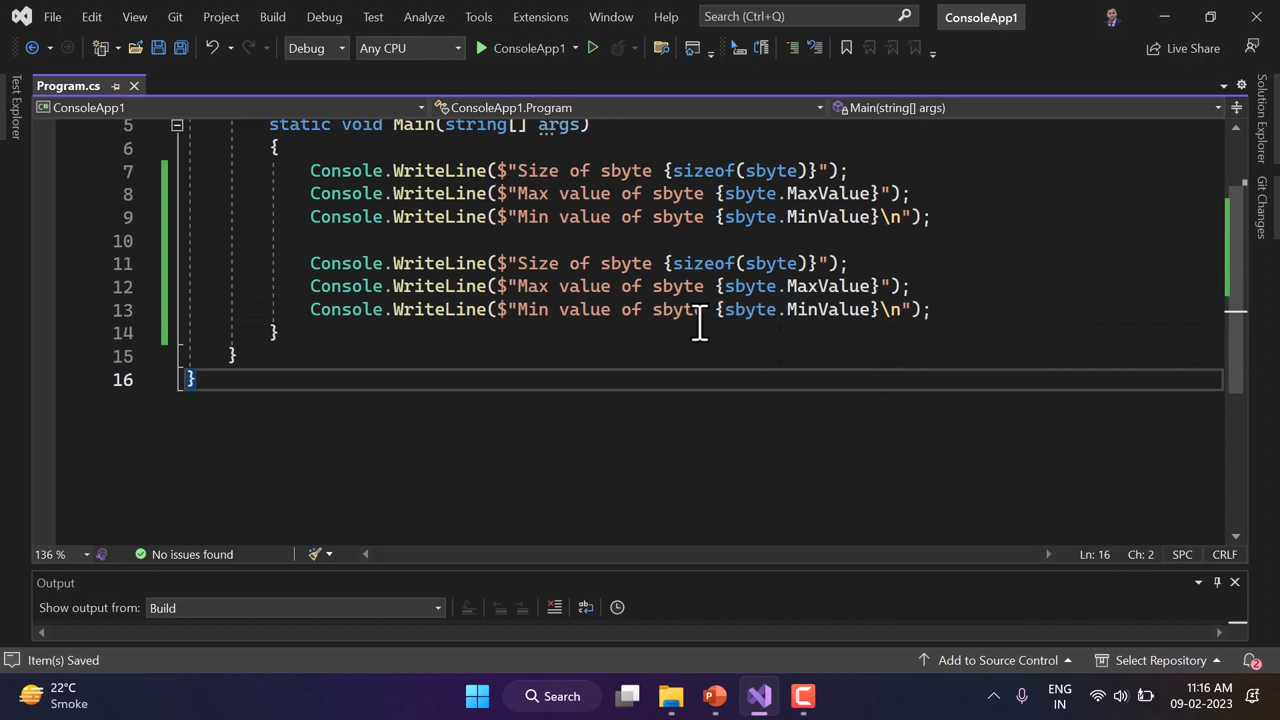 File Edit View Git Project Build Debug Test Analyze Tools Extensions Window Help Search (Ctrl+Q) ConsoleApp1
Debug Any CPU ConsoleApp1 Live Share
Test Explorer
Program.cs
ConsoleApp1 ConsoleApp1.Program Main(string[] args)
5 static void Main(string[] args)
6 {
7 Console.WriteLine($"Size of sbyte {sizeof(sbyte)}");
8 Console.WriteLine($"Max value of sbyte {sbyte.MaxValue}");
9 Console.WriteLine($"Min value of sbyte {sbyte.MinValue}\n");
10
11 Console.WriteLine($"Size of sbyte {sizeof(sbyte)}");
12 Console.WriteLine($"Max value of sbyte {sbyte.MaxValue}");
13 Console.WriteLine($"Min value of sbyte {sbyte.MinValue}\n");
14 }
15 }
16 }
Solution Explorer
Git Changes
136 % No issues found Ln: 16 Ch: 2 SPC CRLF
Output
Show output from: Build
Item(s) Saved Add to Source Control Select Repository 2
22°C
Smoke
Search
ENG
IN
11:16 AM
09-02-2023